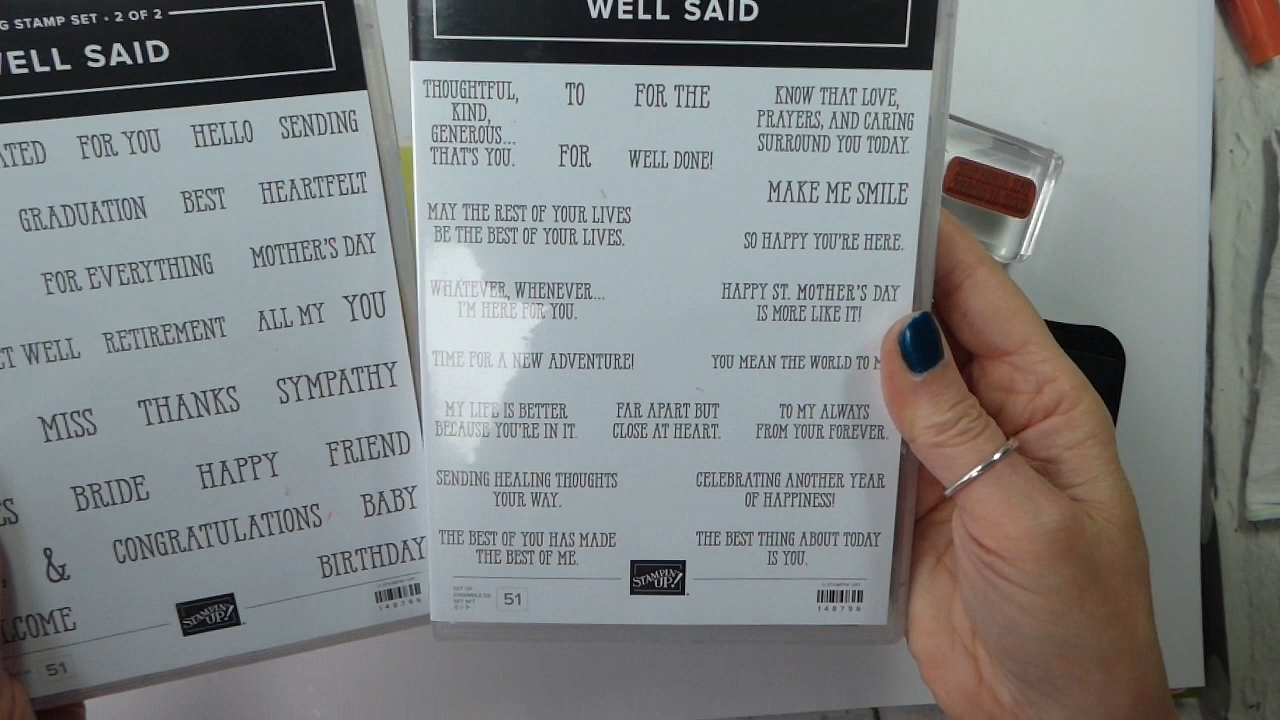 STAMP SET • 2 OF 2
WELL SAID
FOR YOU HELLO SENDING
GRADUATION BEST HEARTFELT
FOR EVERYTHING MOTHER'S DAY
WELL RETIREMENT ALL MY YOU
MISS THANKS SYMPATHY
BRIDE HAPPY FRIEND
& CONGRATULATIONS BABY
BIRTHDAY
STAMPIN' UP!
148796
51
WELL SAID
THOUGHTFUL,
KIND,
GENEROUS...
THAT'S YOU.
TO
FOR THE
FOR
WELL DONE!
KNOW THAT LOVE,
PRAYERS, AND CARING
SURROUND YOU TODAY.
MAKE ME SMILE
MAY THE REST OF YOUR LIVES
BE THE BEST OF YOUR LIVES.
SO HAPPY YOU'RE HERE.
WHATEVER, WHENEVER...
I'M HERE FOR YOU.
HAPPY ST. MOTHER'S DAY
IS MORE LIKE IT!
TIME FOR A NEW ADVENTURE!
YOU MEAN THE WORLD TO
MY LIFE IS BETTER
BECAUSE YOU'RE IN IT.
FAR APART BUT
CLOSE AT HEART.
TO MY ALWAYS
FROM YOUR FOREVER.
SENDING HEALING THOUGHTS
YOUR WAY.
CELEBRATING ANOTHER YEAR
OF HAPPINESS!
THE BEST OF YOU HAS MADE
THE BEST OF ME.
THE BEST THING ABOUT TODAY
IS YOU.
STAMPIN' UP!
SET OF
51
148796